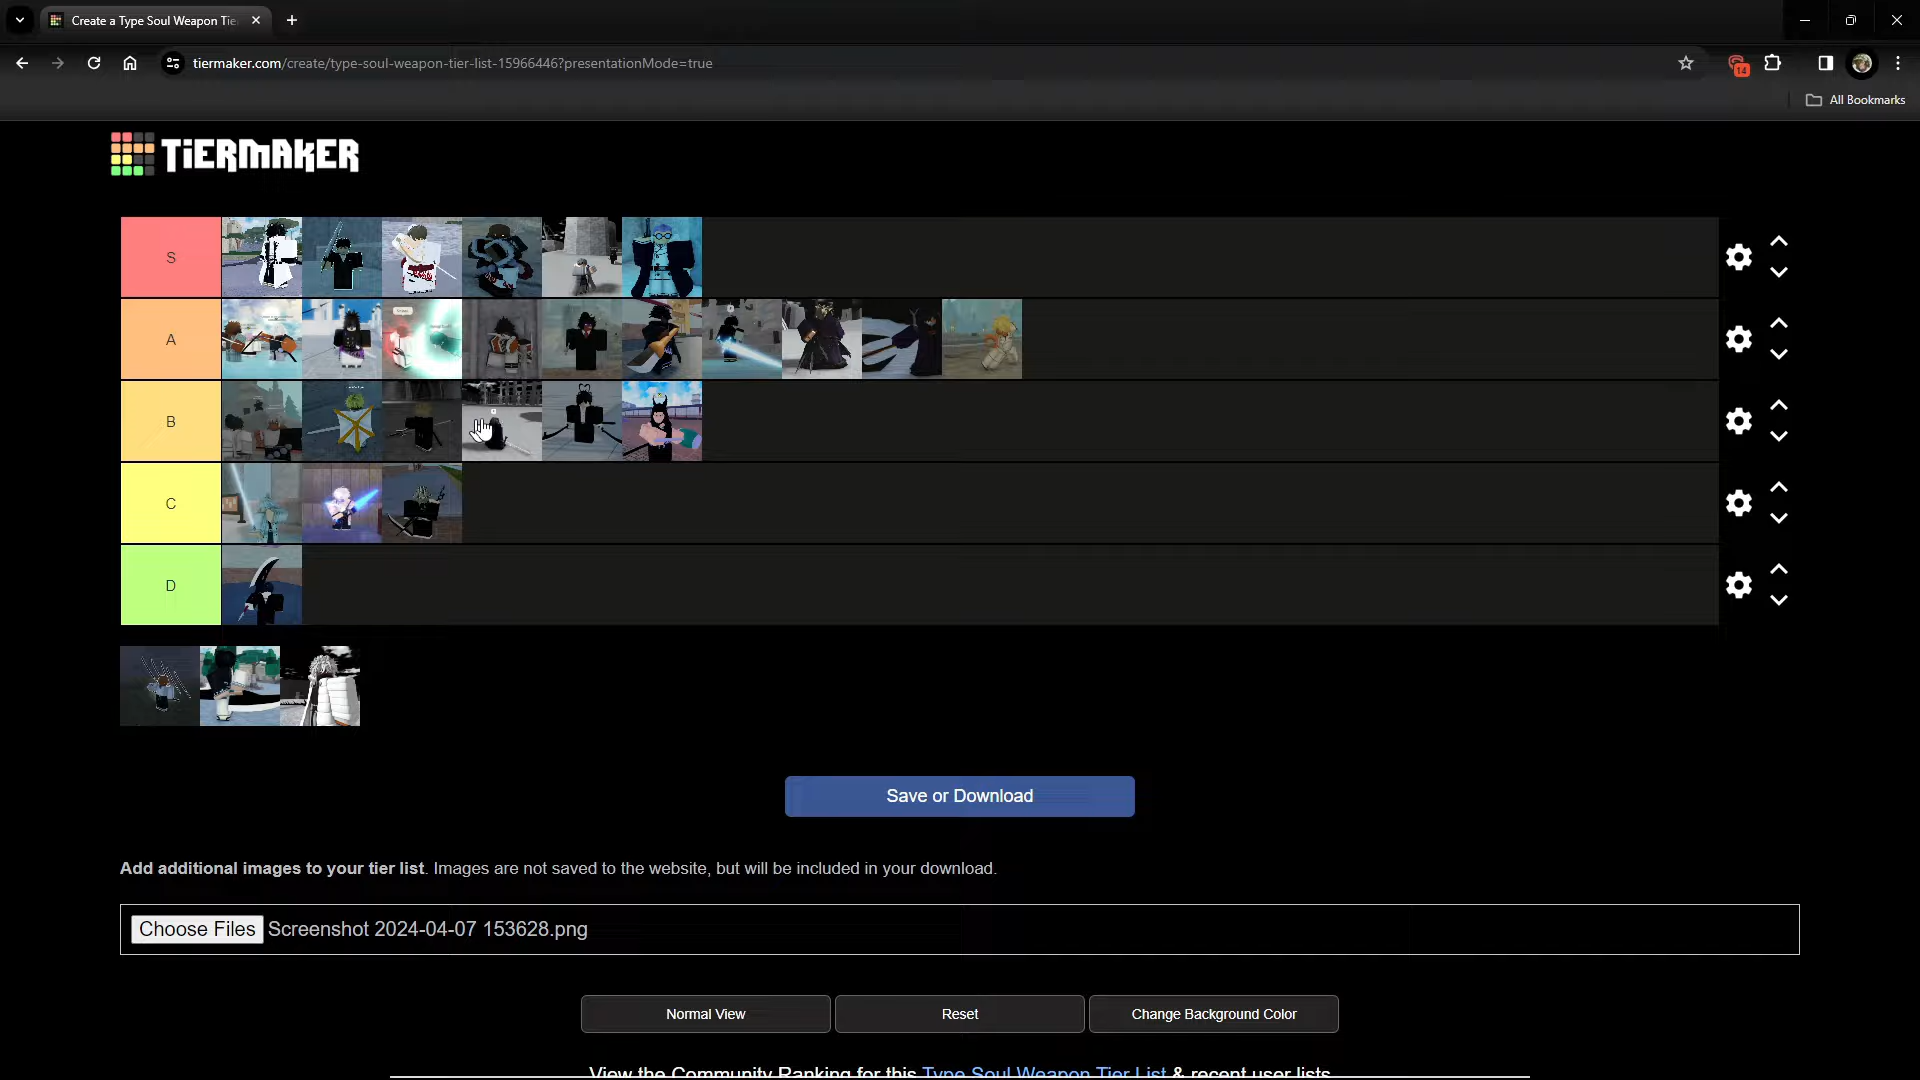 Create a Type Soul Weapon Tie
tiermaker.com/create/type-soul-weapon-tier-list-15966446?presentationMode=true
14
All Bookmarks
TiERMAKER
S
A
B
C
D
Save or Download
Add additional images to your tier list. Images are not saved to the website, but will be included in your download.
Choose Files Screenshot 2024-04-07 153628.png
Normal View
Reset
Change Background Color
View the Community Ranking for this Type Soul Weapon Tier List & recent user lists